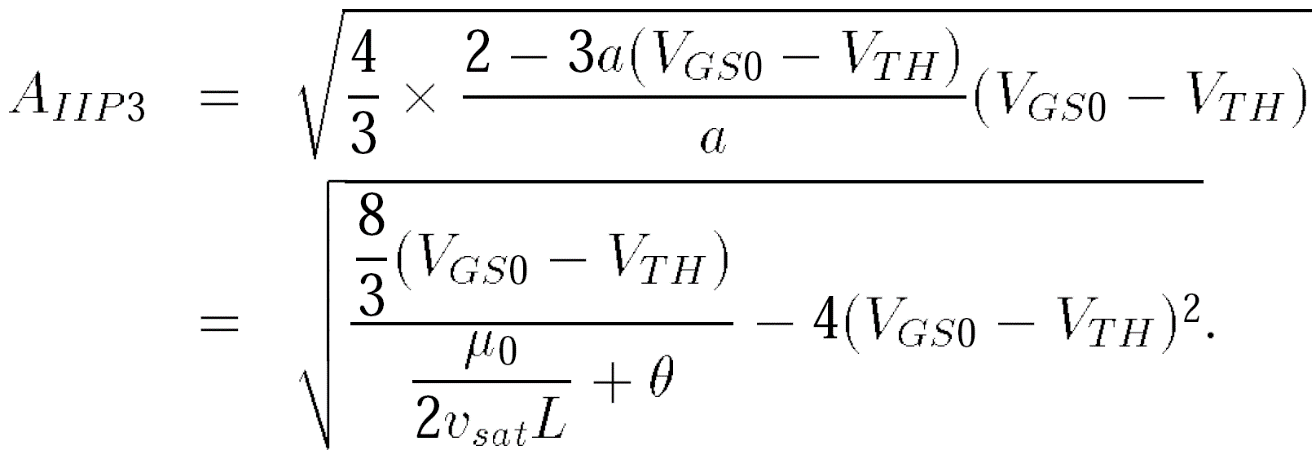 A_{IIP3} = \sqrt{\frac{4}{3} \times \frac{2 - 3a(V_{GS0} - V_{TH})}{a}(V_{GS0} - V_{TH})}
= \sqrt{\frac{\frac{8}{3}(V_{GS0} - V_{TH})}{\frac{\mu_0}{2v_{sat}L} + \theta} - 4(V_{GS0} - V_{TH})^2}.